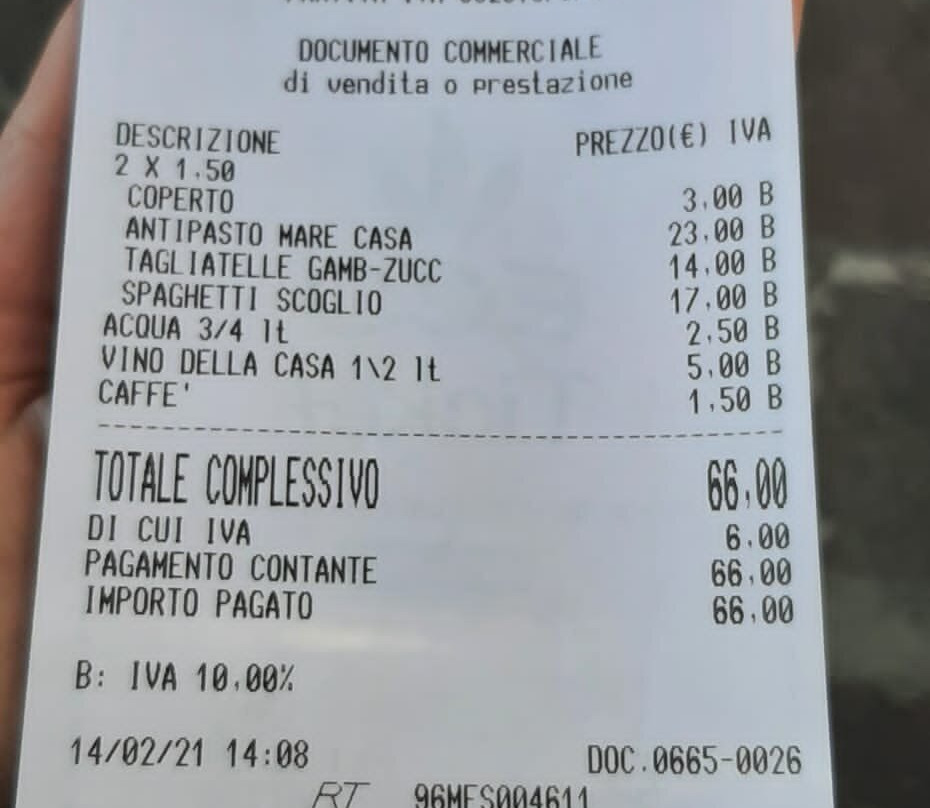 DOCUMENTO COMMERCIALE
di vendita o prestazione
DESCRIZIONE PREZZO(€) IVA
2 X 1,50
COPERTO 3,00 B
ANTIPASTO MARE CASA 23,00 B
TAGLIATELLE GAMB-ZUCC 14,00 B
SPAGHETTI SCOGLIO 17,00 B
ACQUA 3/4 lt 2,50 B
VINO DELLA CASA 1\2 lt 5,00 B
CAFFE' 1,50 B
TOTALE COMPLESSIVO 66,00
DI CUI IVA 6,00
PAGAMENTO CONTANTE 66,00
IMPORTO PAGATO 66,00
B: IVA 10,00%
14/02/21 14:08 DOC.0665-0026
RT 96MES004611